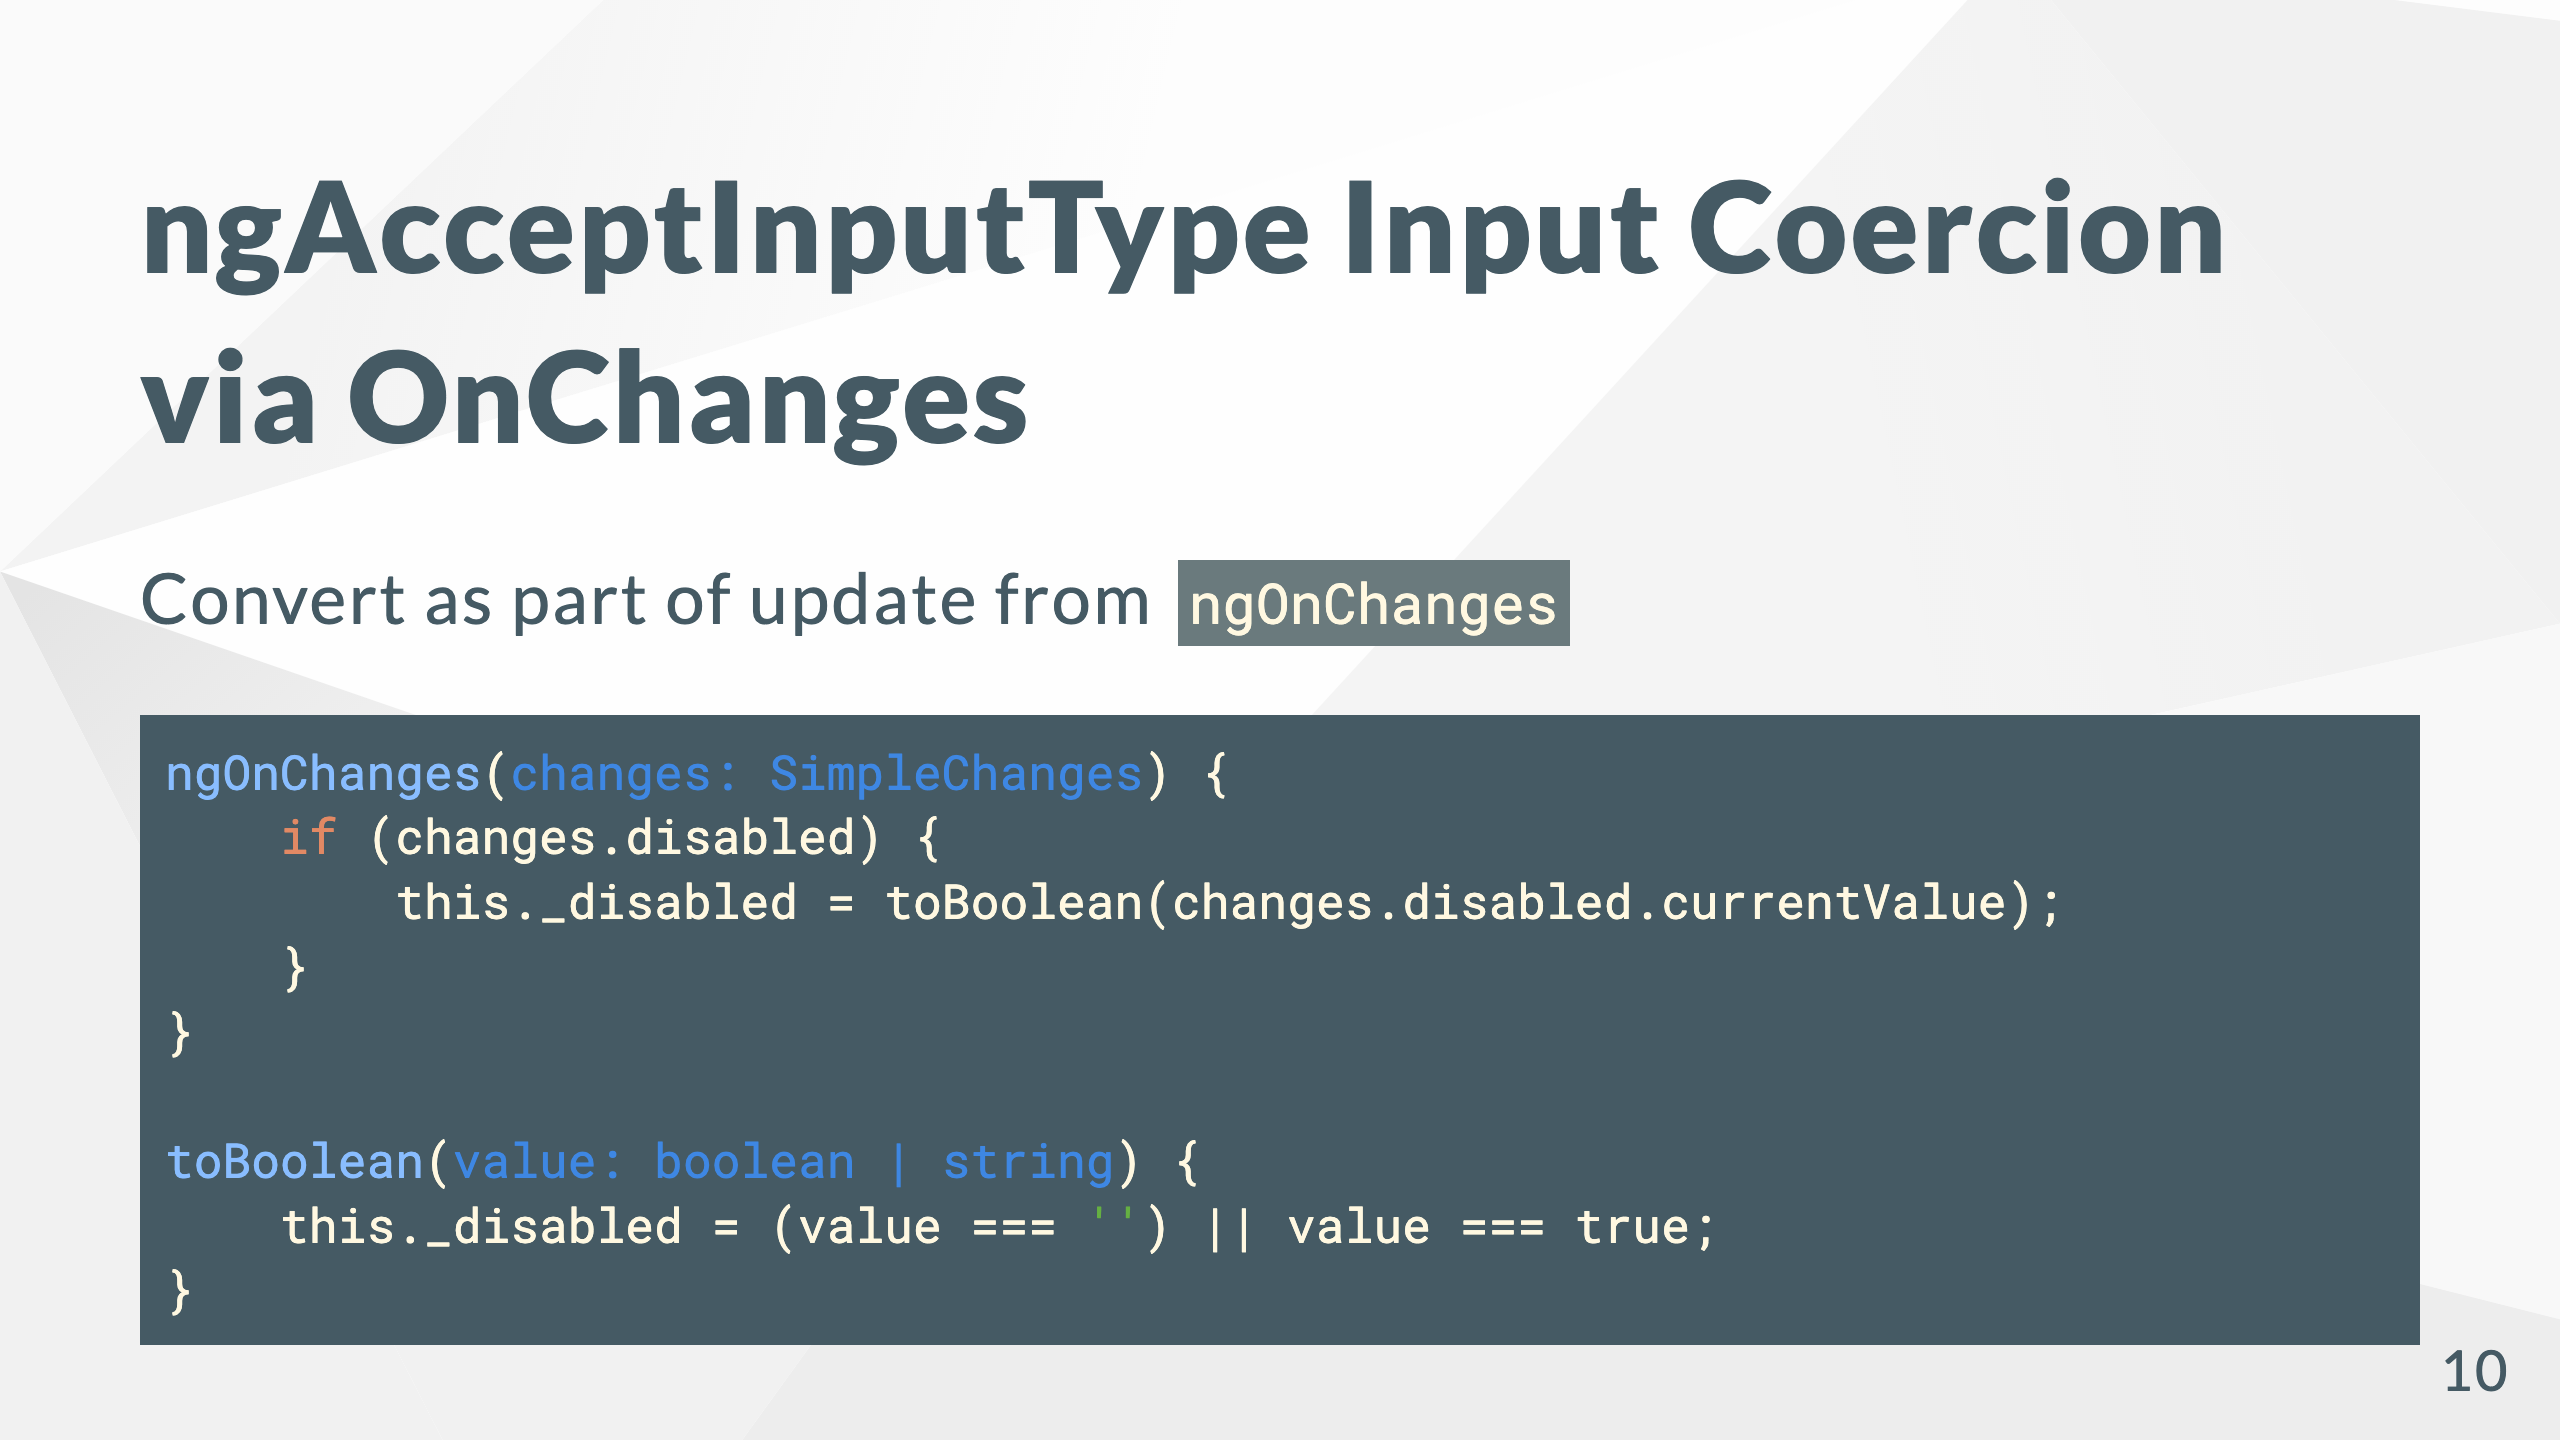 ngAcceptInputType Input Coercion
via OnChanges
Convert as part of update from ngOnChanges
ngOnChanges(changes: SimpleChanges) {
    if (changes.disabled) {
        this._disabled = toBoolean(changes.disabled.currentValue);
    }
}
toBoolean(value: boolean | string) {
    this._disabled = (value === '') || value === true;
}
10